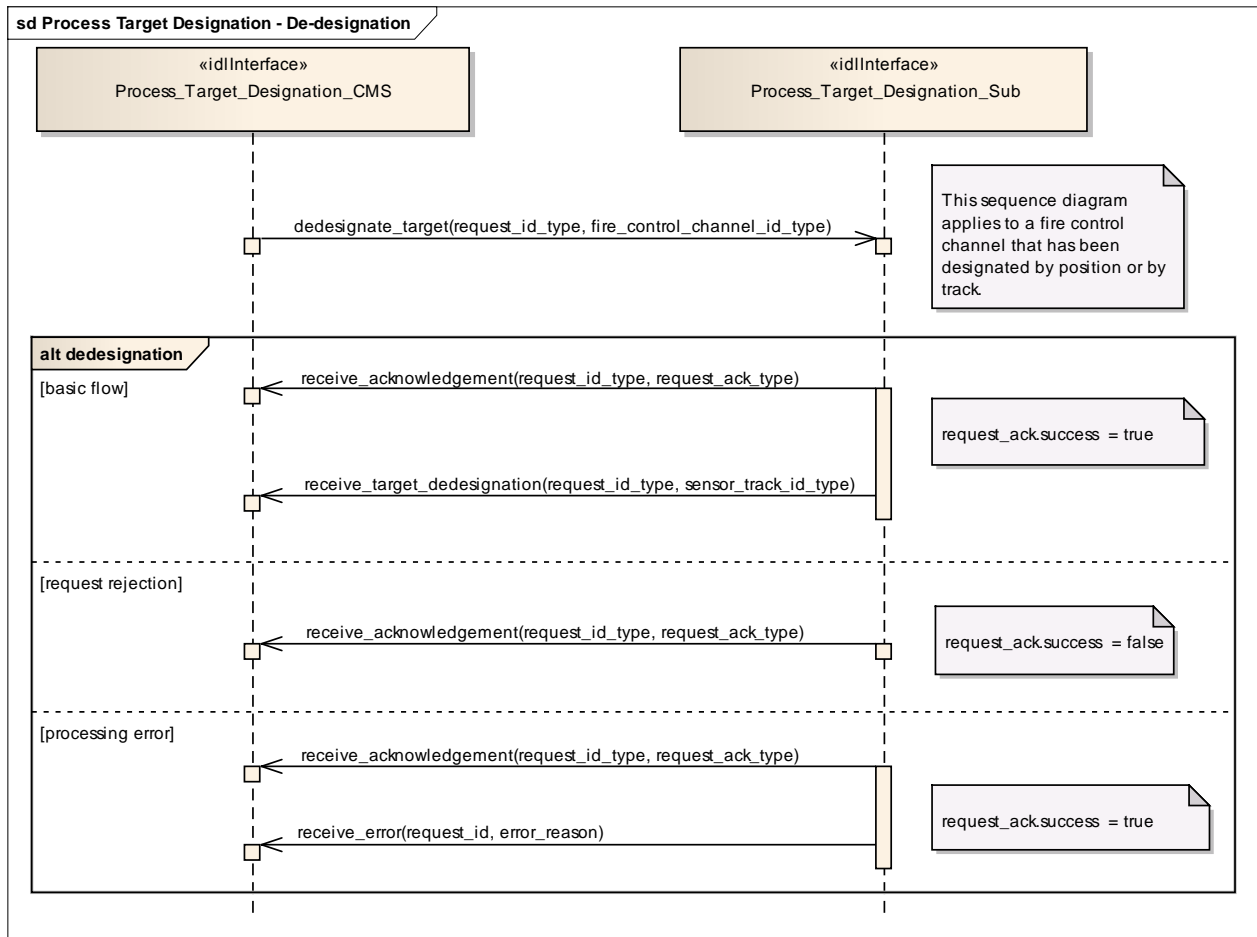 sd Process Target Designation - De-designation
«idlInterface»
Process_Target_Designation_CMS
«idlInterface»
Process_Target_Designation_Sub
dedesignate_target(request_id_type, fire_control_channel_id_type)
This sequence diagram
applies to a fire control
channel that has been
designated by position or by
track.
alt dedesignation
[basic flow]
receive_acknowledgement(request_id_type, request_ack_type)
request_ack.success = true
receive_target_dedesignation(request_id_type, sensor_track_id_type)
[request rejection]
receive_acknowledgement(request_id_type, request_ack_type)
request_ack.success = false
[processing error]
receive_acknowledgement(request_id_type, request_ack_type)
request_ack.success = true
receive_error(request_id, error_reason)